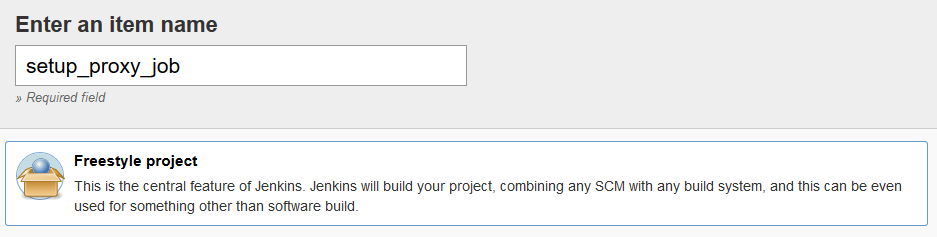 Enter an item name
setup_proxy_job
» Required field
Freestyle project
This is the central feature of Jenkins. Jenkins will build your project, combining any SCM with any build system, and this can be even
used for something other than software build.